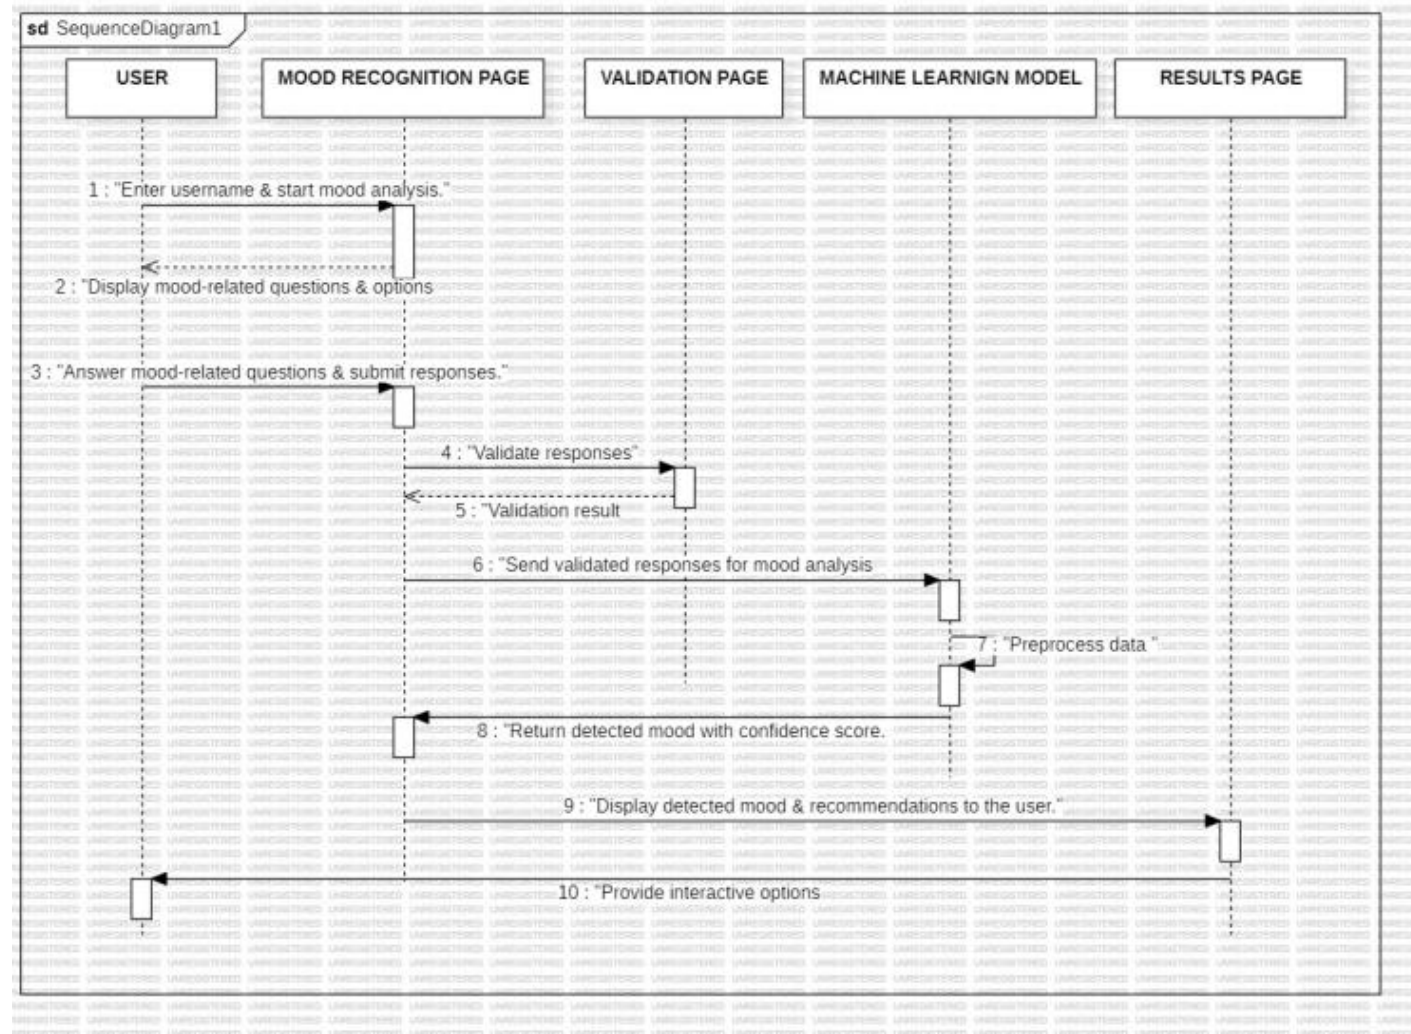 sd SequenceDiagram1
USER
MOOD RECOGNITION PAGE
VALIDATION PAGE
MACHINE LEARNIGN MODEL
RESULTS PAGE
1 : "Enter username & start mood analysis."
2 : "Display mood-related questions & options
3 : "Answer mood-related questions & submit responses."
4 : "Validate responses"
5 : "Validation result
6 : "Send validated responses for mood analysis
7 : "Preprocess data "
8 : "Return detected mood with confidence score.
9 : "Display detected mood & recommendations to the user."
10 : "Provide interactive options
UNREGISTERED